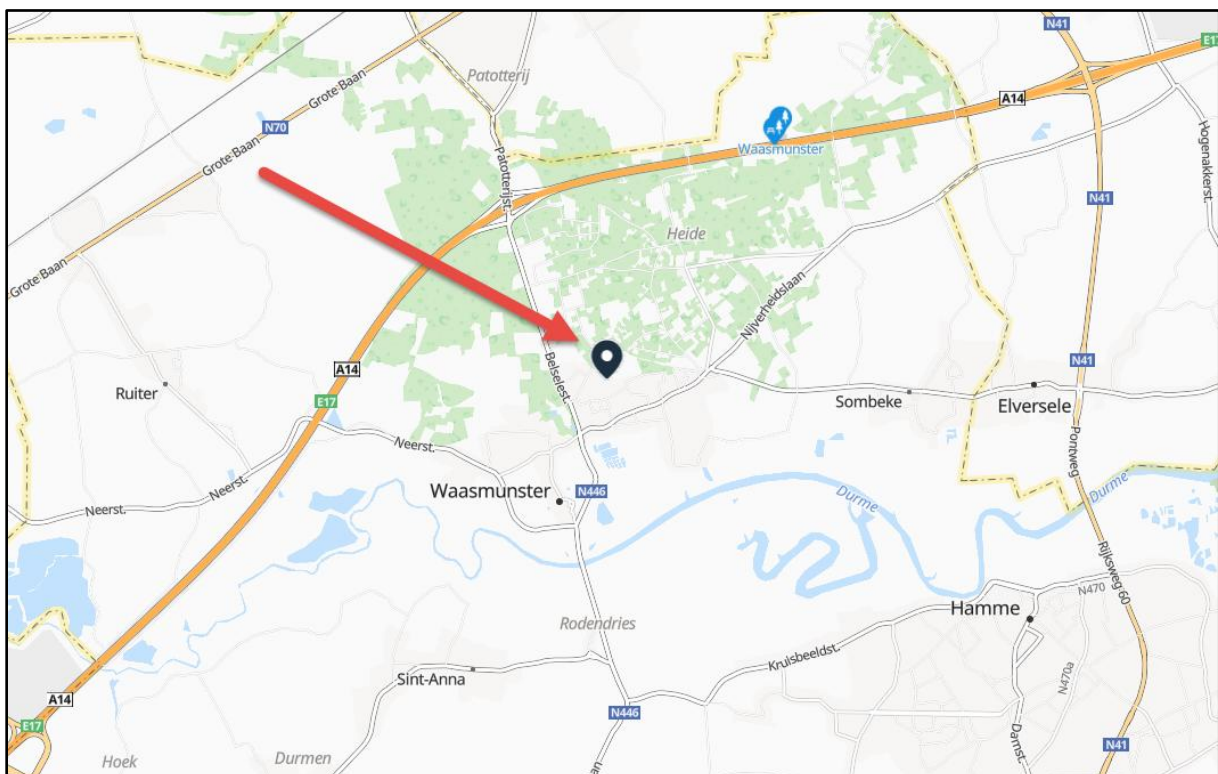 N41
E17
Grote Baan
Patotterij
N70
A14
Waasmunster
Grote Baan
Patotterijst.
Hogenakkerst.
N41
Heide
Grote Baan
Nijverheidslaan
A14
Belselest.
N41
Ruiter
E17
Sombeke
Elversele
Neerst.
Pontweg
Neerst.
Waasmunster
N446
Durme
Durme
Neerst.
Rijksweg 60
N470
Hamme
Rodendries
Kruisbeeldst.
N470a
Sint-Anna
A14
N446
Damst.
E17
N41
Hoek
Durmen
an